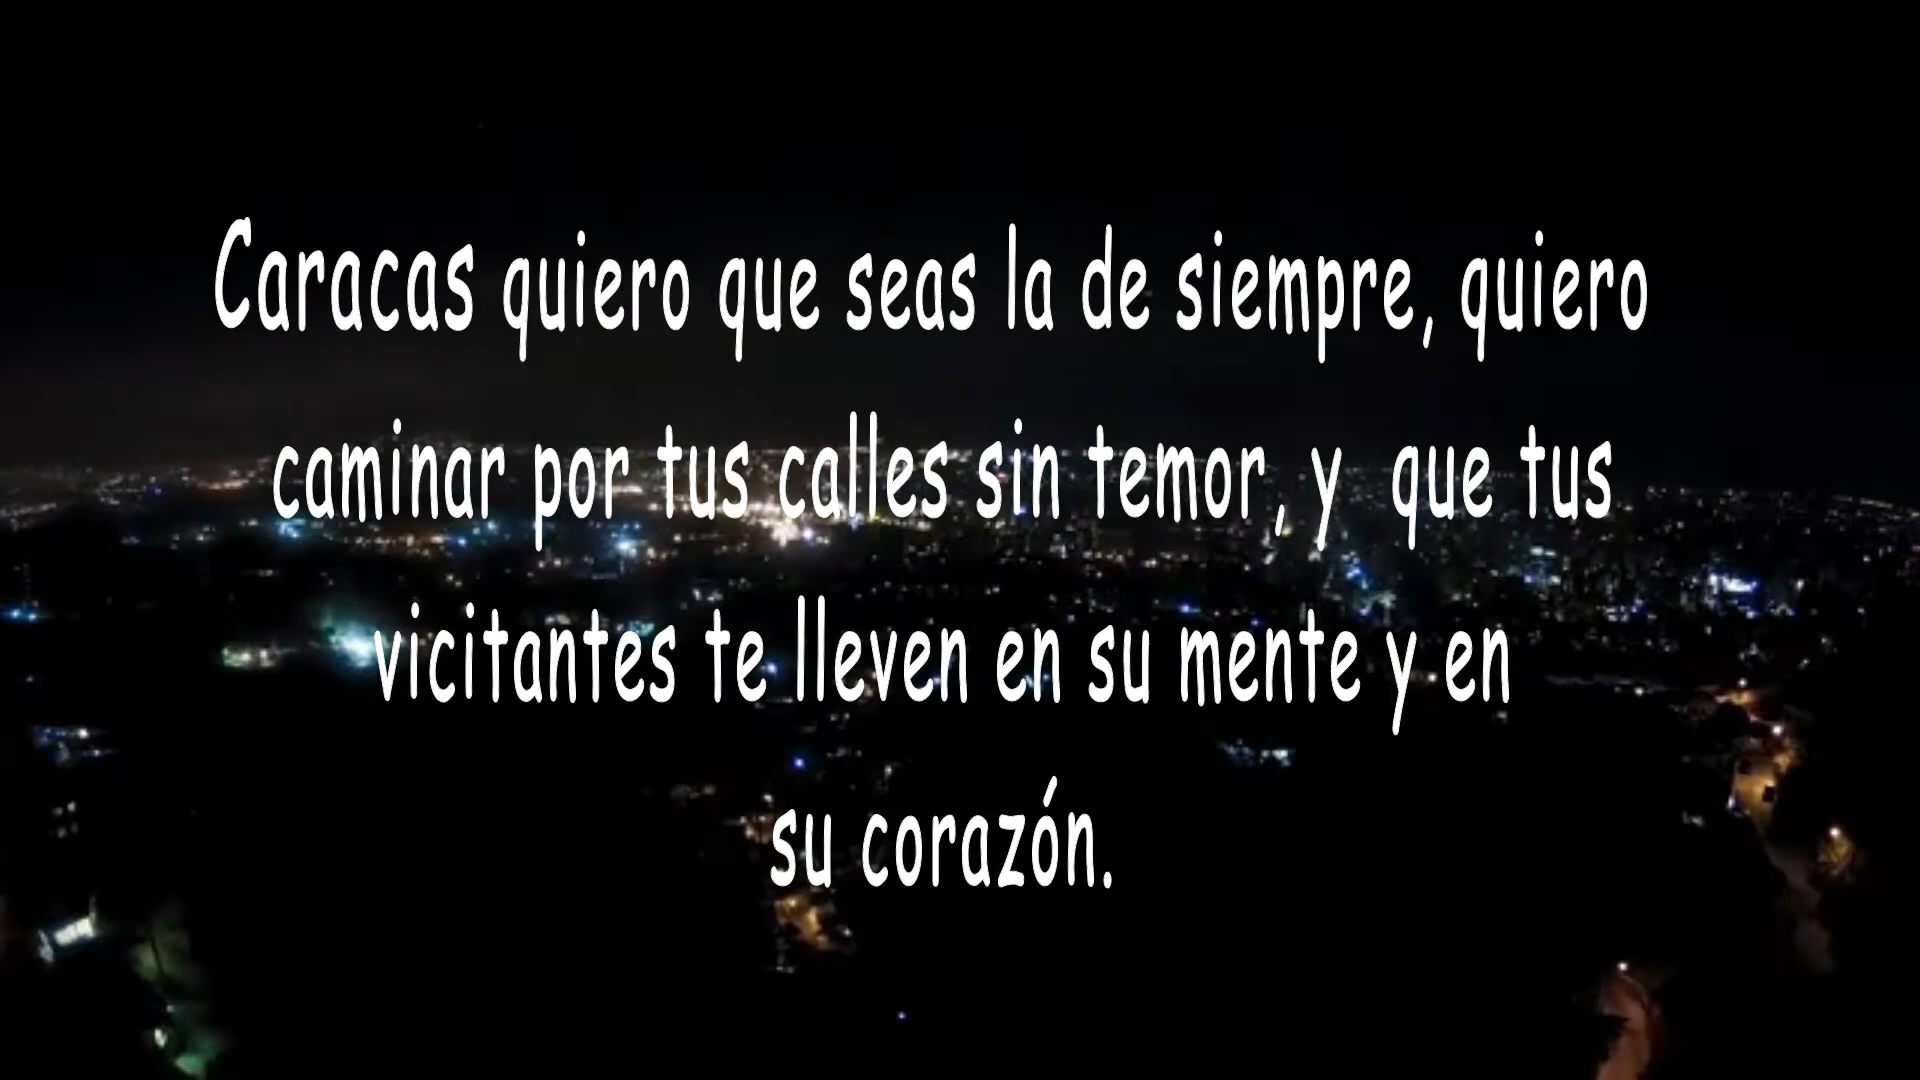 Caracas quiero que seas la de siempre, quiero
caminar por tus calles sin temor, y que tus
vicitantes te lleven en su mente y en
su corazón.